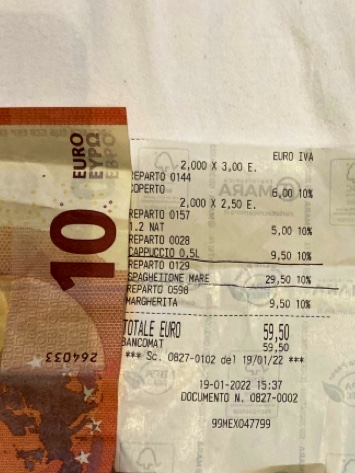 10
EURO
ΕΥΡΩ
264033
EURO IVA
2,000 X 3,00 E.
REPARTO 0144
COPERTO 6,00 10%
2,000 X 2,50 E.
REPARTO 0157
1.2 NAT 5,00 10%
REPARTO 0028
CAPPUCCIO 0,5L 9,50 10%
REPARTO 0129
SPAGHETTONE MARE 29,50 10%
REPARTO 0598
MARGHERITA 9,50 10%
TOTALE EURO 59,50
BANCOMAT 59,50
*** Sc. 0827-0102 del 19/01/22 ***
19-01-2022 15:37
DOCUMENTO N. 0827-0002
99MEX047799